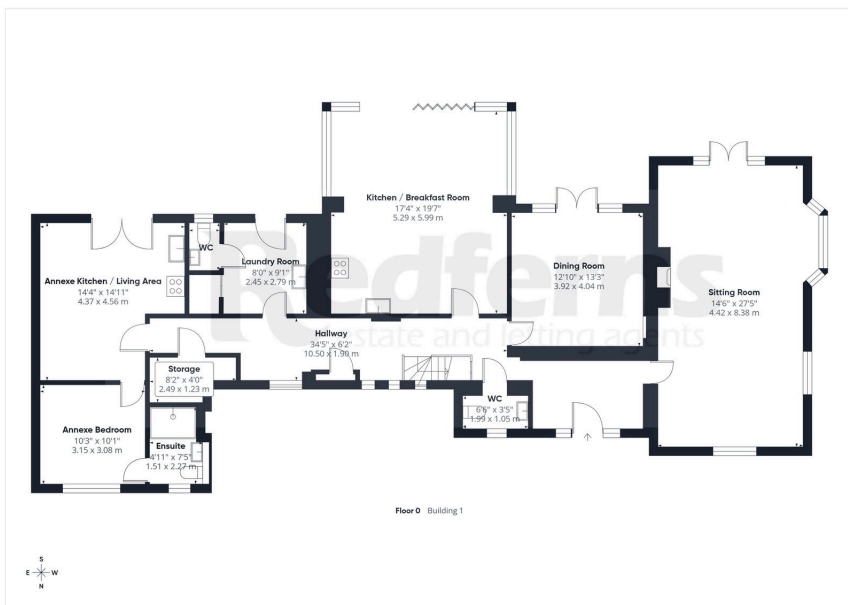 Kitchen / Breakfast Room
17'4" x 19'7"
5.29 x 5.99 m
WC
Laundry Room
8'0" x 9'1"
2.45 x 2.79 m
Annexe Kitchen / Living Area
14'4" x 14'11"
4.37 x 4.56 m
Dining Room
12'10" x 13'3"
3.92 x 4.04 m
Sitting Room
14'6" x 27'5"
4.42 x 8.38 m
Redferns
estate and letting agents
Hallway
34'5" x 6'2"
10.50 x 1.90 m
Storage
8'2" x 4'0"
2.49 x 1.23 m
WC
6'6" x 3'5"
1.99 x 1.05 m
Annexe Bedroom
10'3" x 10'1"
3.15 x 3.08 m
Ensuite
4'11" x 7'5"
1.51 x 2.27 m
Floor 0 Building 1
S
E W
N